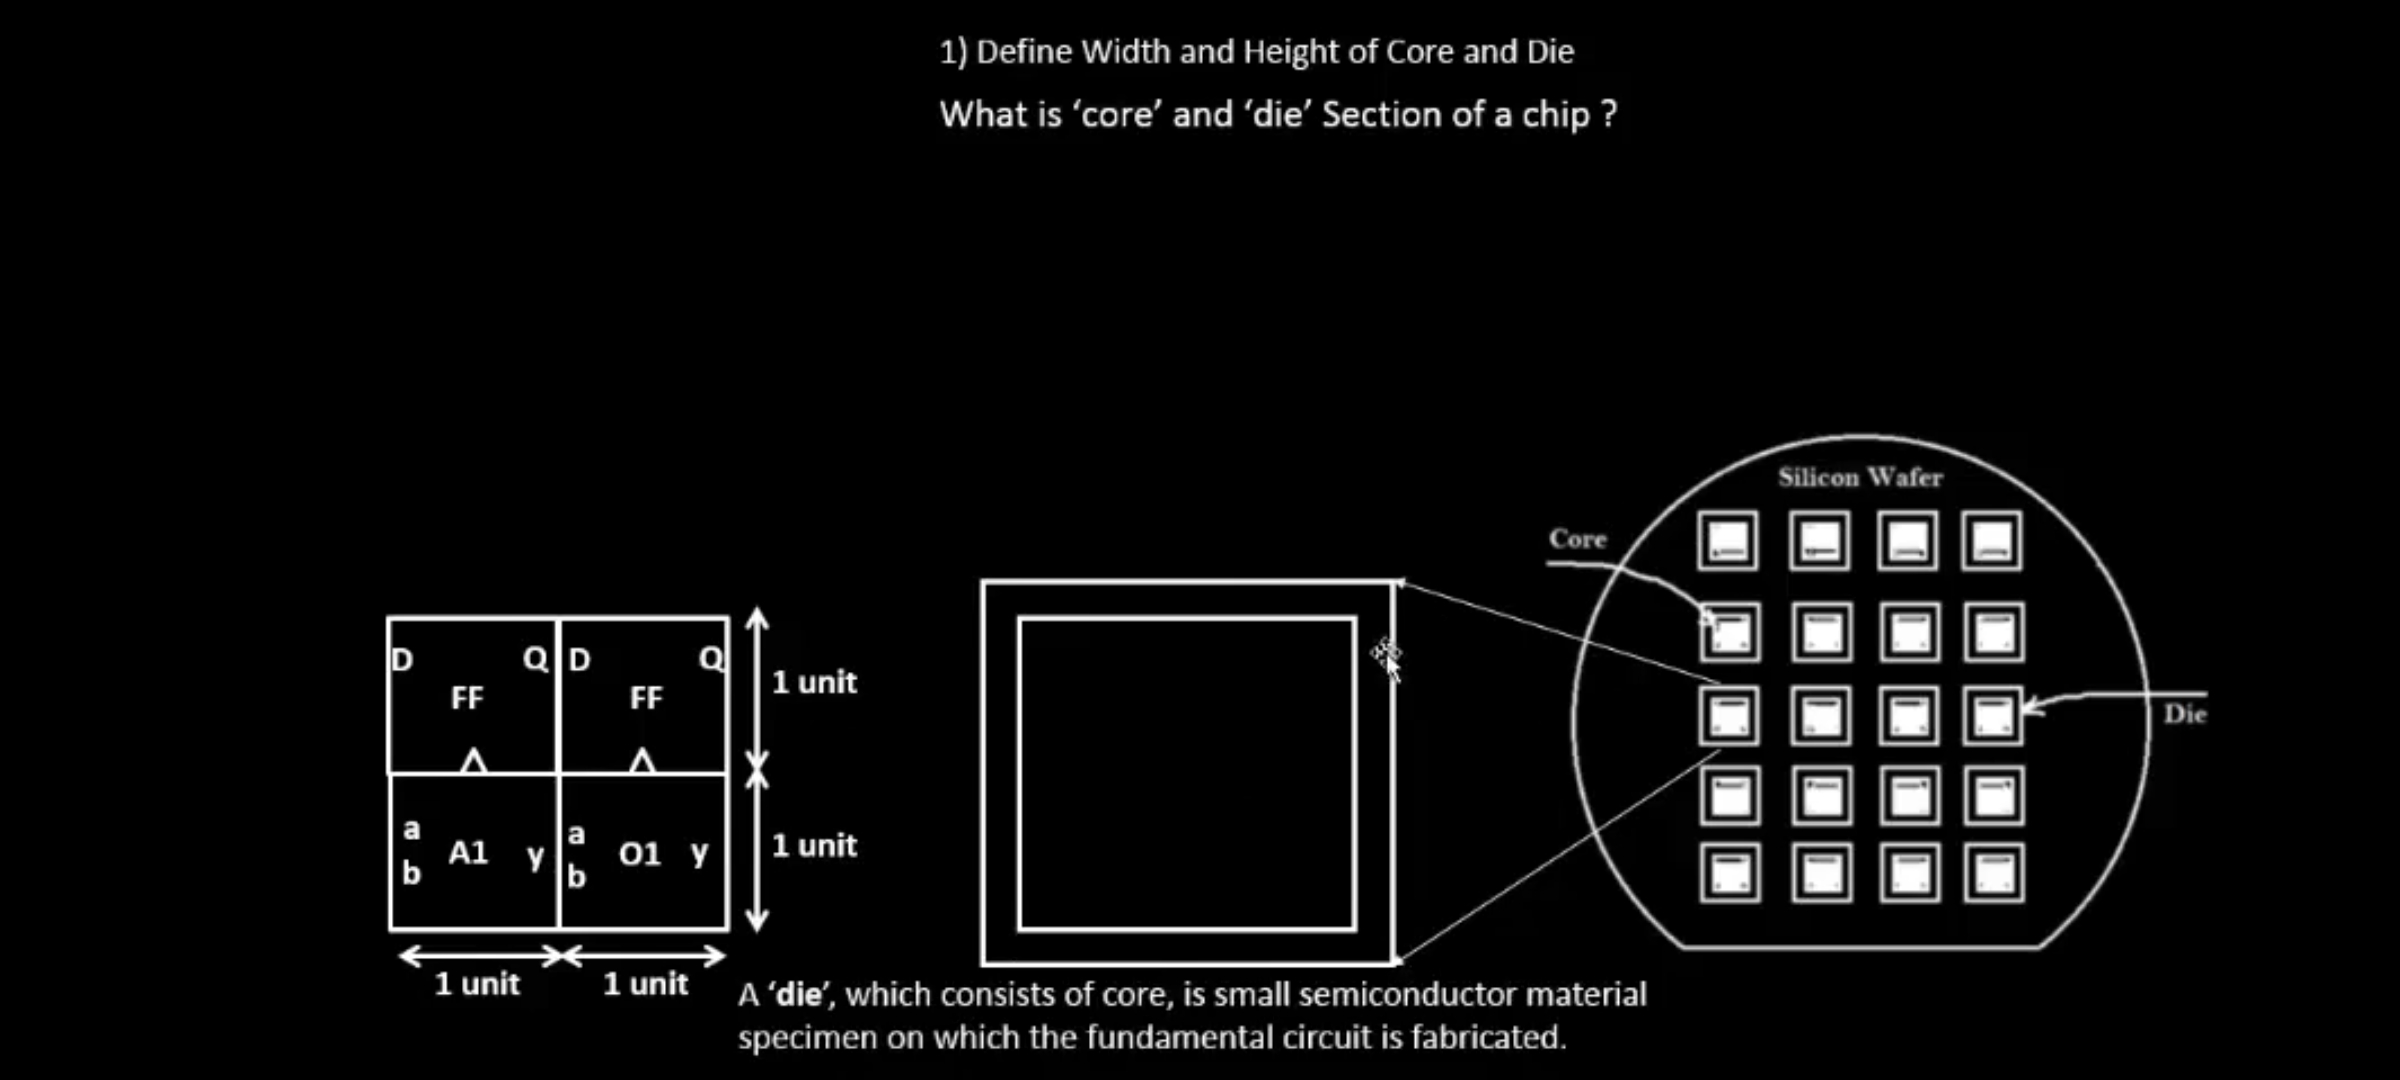 1) Define Width and Height of Core and Die
What is ‘core’ and ‘die’ Section of a chip ?
Silicon Wafer
Core
Die
D Q D Q
FF FF
1 unit
a A1 y a O1 y
b b
1 unit
1 unit 1 unit
A ‘die’, which consists of core, is small semiconductor material
specimen on which the fundamental circuit is fabricated.